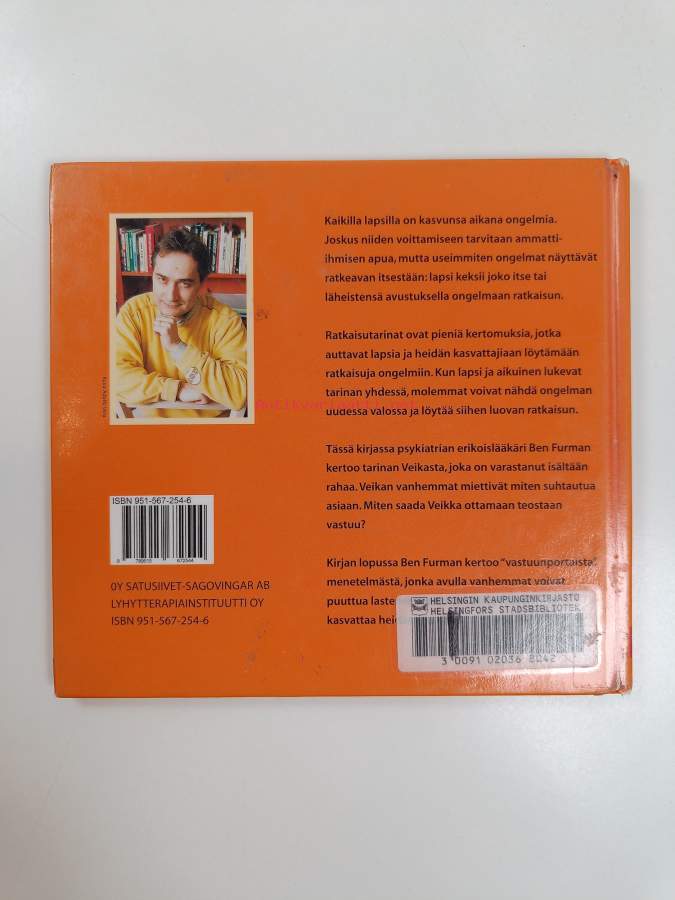 Kaikilla lapsilla on kasvunsa aikana ongelmia.
Joskus niiden voittamiseen tarvitaan ammatti-
ihmisen apua, mutta useimmiten ongelmat näyttävät
ratkeavan itsestään: lapsi keksii joko itse tai
läheistensä avustuksella ongelmaan ratkaisun.
Ratkaisutarinat ovat pieniä kertomuksia, jotka
auttavat lapsia ja heidän kasvattajiaan löytämään
ratkaisuja ongelmiin. Kun lapsi ja aikuinen lukevat
tarinan yhdessä, molemmat voivat nähdä ongelman
uudessa valossa ja löytää siihen luovan ratkaisun.
Tässä kirjassa psykiatrian erikoislääkäri Ben Furman
kertoo tarinan Veikasta, joka on varastanut isältään
rahaa. Veikan vanhemmat miettivät miten suhtautua
asiaan. Miten saada Veikka ottamaan teostaan
vastuu?
Kirjan lopussa Ben Furman kertoo "vastuunportaista"
menetelmästä, jonka avulla vanhemmat voivat
puuttua laste
kasvattaa hei
HELSINGIN KAUPUNGINKIRJASTO
HELSINGFORS STADSBIBLIOTEK
3 0091 02036 8042
ISBN 951-567-254-6
9 789515 672544
OY SATUSIIVET-SAGOVINGAR AB
LYHYTTERAPIAINSTITUUTTI OY
ISBN 951-567-254-6